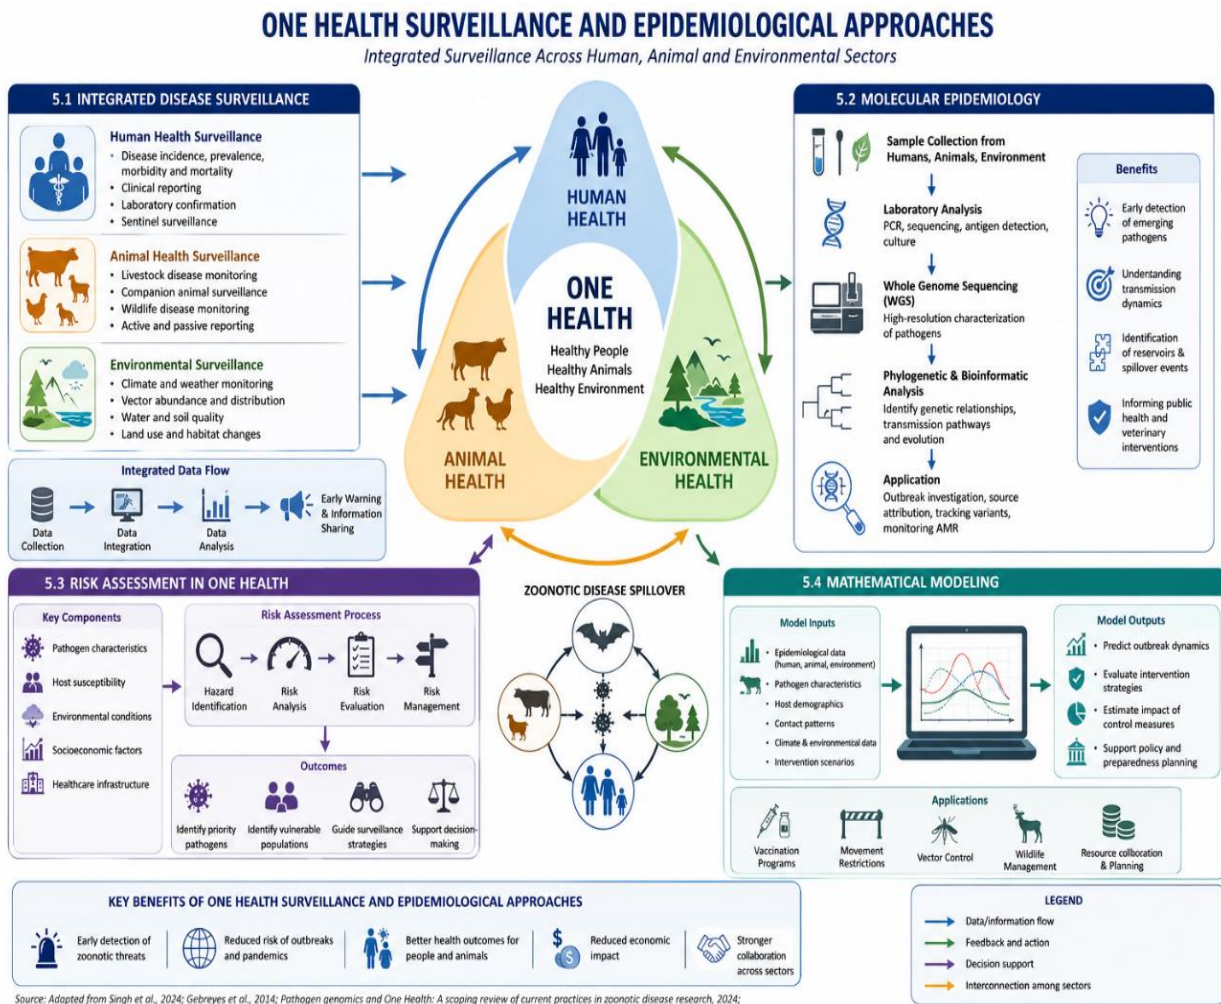 ONE HEALTH SURVEILLANCE AND EPIDEMIOLOGICAL APPROACHES
Integrated Surveillance Across Human, Animal and Environmental Sectors
5.1 INTEGRATED DISEASE SURVEILLANCE
Human Health Surveillance
• Disease incidence, prevalence,
morbidity and mortality
• Clinical reporting
• Laboratory confirmation
• Sentinel surveillance
Animal Health Surveillance
• Livestock disease monitoring
• Companion animal surveillance
• Wildlife disease monitoring
• Active and passive reporting
Environmental Surveillance
• Climate and weather monitoring
• Vector abundance and distribution
• Water and soil quality
• Land use and habitat changes
Integrated Data Flow
Data
Collection
Data
Integration
Data
Analysis
Early Warning
& Information
Sharing
HUMAN
HEALTH
ONE
HEALTH
Healthy People
Healthy Animals
Healthy Environment
ANIMAL
HEALTH
ENVIRONMENTAL
HEALTH
5.2 MOLECULAR EPIDEMIOLOGY
Sample Collection from
Humans, Animals, Environment
Laboratory Analysis
PCR, sequencing, antigen detection,
culture
Whole Genome Sequencing
(WGS)
High-resolution characterization
of pathogens
Phylogenetic & Bioinformatic
Analysis
Identify genetic relationships,
transmission pathways
and evolution
Application
Outbreak investigation, source
attribution, tracking variants,
monitoring AMR
Benefits
Early detection
of emerging
pathogens
Understanding
transmission
dynamics
Identification
of reservoirs &
spillover events
Informing public
health and
veterinary
interventions
5.3 RISK ASSESSMENT IN ONE HEALTH
Key Components
Pathogen characteristics
Host susceptibility
Environmental conditions
Socioeconomic factors
Healthcare infrastructure
Risk Assessment Process
Hazard
Identification
Risk
Analysis
Risk
Evaluation
Risk
Management
Outcomes
Identify priority
pathogens
Identify vulnerable
populations
Guide surveillance
strategies
Support decision-
making
ZOONOTIC DISEASE SPILLOVER
5.4 MATHEMATICAL MODELING
Model Inputs
• Epidemiological data
(human, animal, environment)
• Pathogen characteristics
• Host demographics
• Contact patterns
• Climate & environmental data
• Intervention scenarios
Model Outputs
• Predict outbreak dynamics
• Evaluate intervention
strategies
• Estimate impact of
control measures
• Support policy and
preparedness planning
Applications
Vaccination
Programs
Movement
Restrictions
Vector Control
Wildlife
Management
Resource collbocation
& Planning
KEY BENEFITS OF ONE HEALTH SURVEILLANCE AND EPIDEMIOLOGICAL APPROACHES
Early detection of
zoonotic threats
Reduced risk of outbreaks
and pandemics
Better health outcomes for
people and animals
Reduced economic
impact
Stronger
collaboration
across sectors
LEGEND
Data/information flow
Feedback and action
Decision support
Interconnection among sectors
Source: Adapted from Singh et al., 2024; Gebreyes et al., 2014; Pathogen genomics and One Health: A scoping review of current practices in zoonotic disease research, 2024;